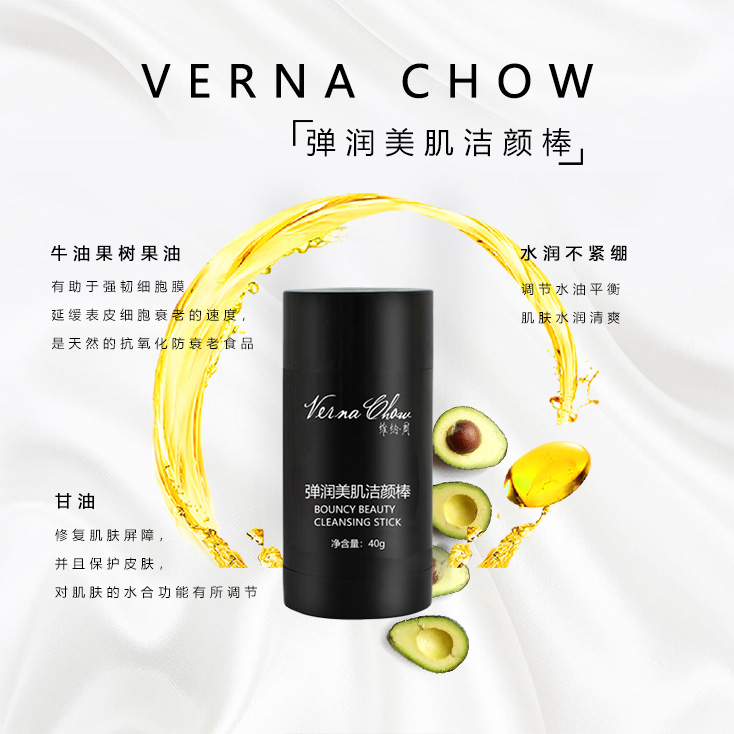 VERNA CHOW
「弹润美肌洁颜棒」
牛油果树果油
有助于强韧细胞膜,
延缓表皮细胞衰老的速度,
是天然的抗氧化防衰老食品
水润不紧绷
调节水油平衡
肌肤水润清爽
Verna Chow
维纳·周
弹润美肌洁颜棒
BOUNCY BEAUTY
CLEANSING STICK
净含量: 40g
甘油
修复肌肤屏障,
并且保护皮肤,
对肌肤的水合功能有所调节